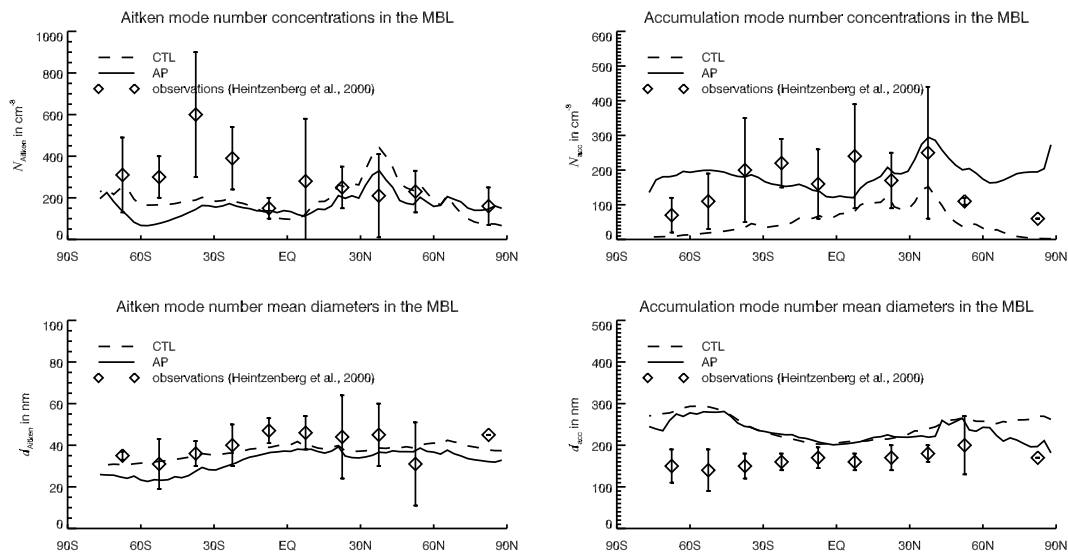 Aitken mode number concentrations in the MBL
1000
800
600
400
200
0
N Aitken in cm-3
CTL
AP
observations (Heintzenberg et al., 2000)
90S 60S 30S EQ 30N 60N 90N
Accumulation mode number concentrations in the MBL
600
500
400
300
200
100
0
N acc in cm-3
CTL
AP
observations (Heintzenberg et al., 2000)
90S 60S 30S EQ 30N 60N 90N
Aitken mode number mean diameters in the MBL
100
80
60
40
20
0
d Aitken in nm
CTL
AP
observations (Heintzenberg et al., 2000)
90S 60S 30S EQ 30N 60N 90N
Accumulation mode number mean diameters in the MBL
500
400
300
200
100
0
d acc in nm
CTL
AP
observations (Heintzenberg et al., 2000)
90S 60S 30S EQ 30N 60N 90N